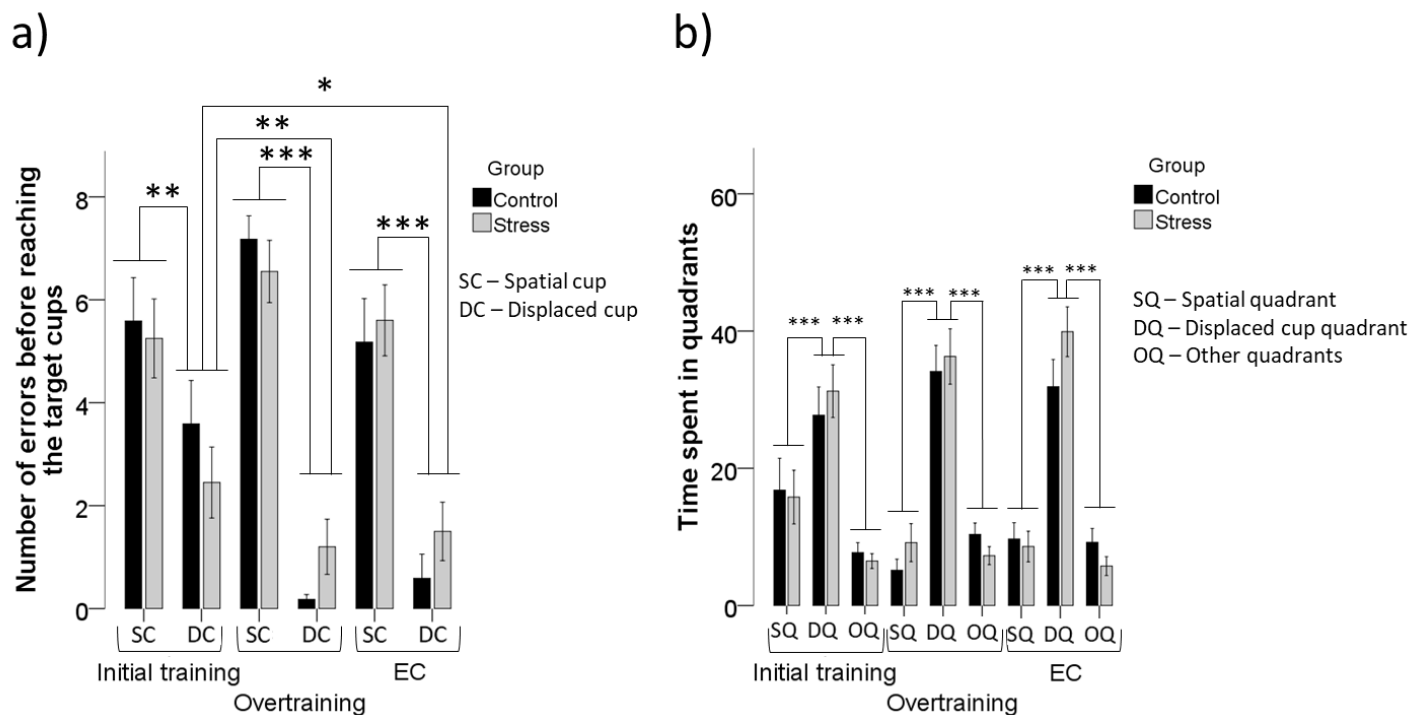 a)
Number of errors before reaching
the target cups
8
6
4
2
0
*
**
***
**
***
Group
Control
Stress
SC – Spatial cup
DC – Displaced cup
SC DC SC DC SC DC
Initial training
Overtraining
EC
b)
Time spent in quadrants
60
40
20
0
*** *** *** *** *** ***
Group
Control
Stress
SQ – Spatial quadrant
DQ – Displaced cup quadrant
OQ – Other quadrants
SQ DQ OQ SQ DQ OQ SQ DQ OQ
Initial training
Overtraining
EC